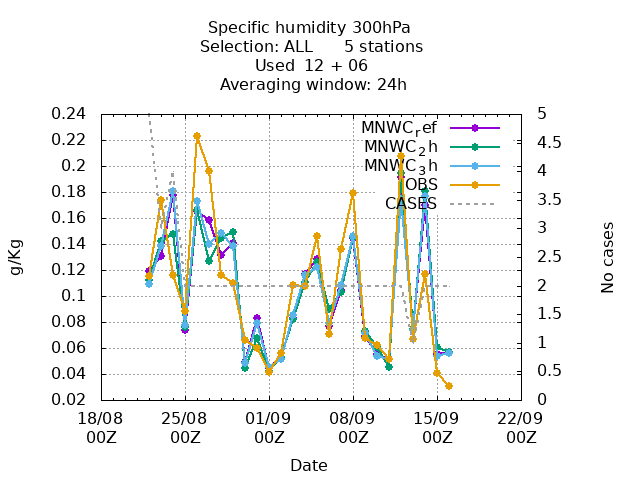 Specific humidity 300hPa
Selection: ALL 5 stations
Used 12 + 06
Averaging window: 24h
0.24
0.22
0.2
0.18
0.16
0.14
0.12
0.1
0.08
0.06
0.04
0.02
g/Kg
MNWCref
MNWC2h
MNWC3h
OBS
CASES
5
4.5
4
3.5
3
2.5
2
1.5
1
0.5
0
No cases
18/08 25/08 01/09 08/09 15/09 22/09
00Z 00Z 00Z 00Z 00Z 00Z
Date